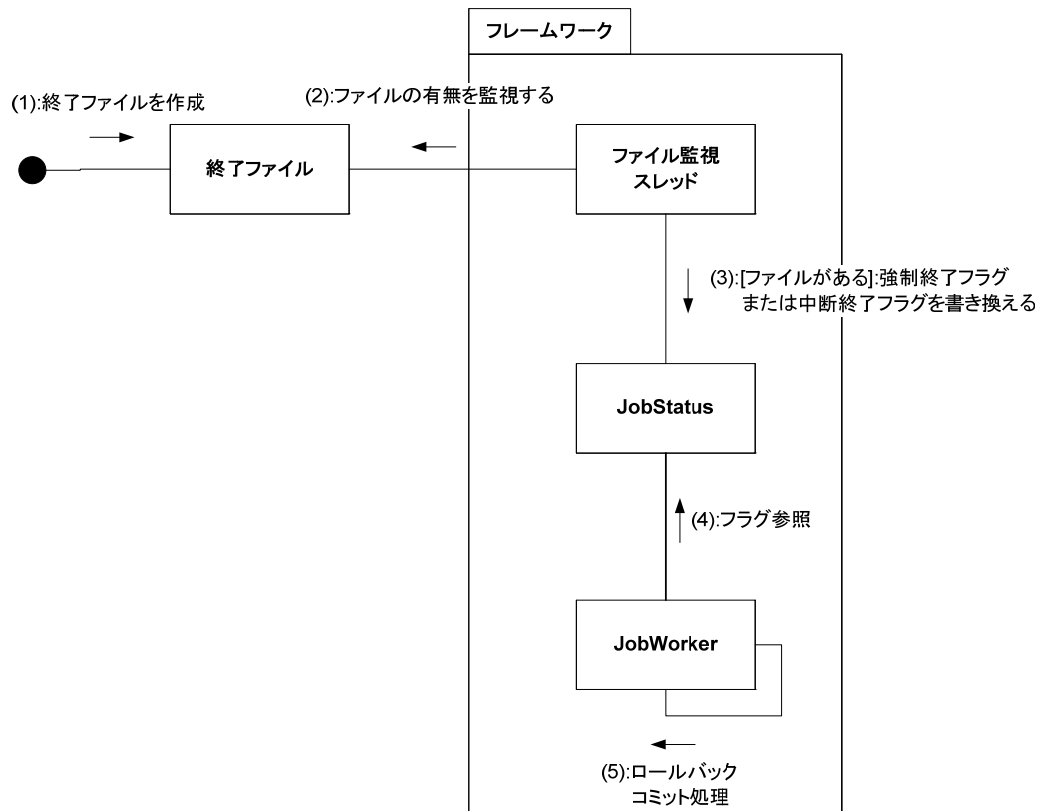 フレームワーク
(1):終了ファイルを作成
(2):ファイルの有無を監視する
終了ファイル
ファイル監視
スレッド
(3):[ファイルがある]:強制終了フラグ
または中断終了フラグを書き換える
JobStatus
(4):フラグ参照
JobWorker
(5):ロールバック
コミット処理